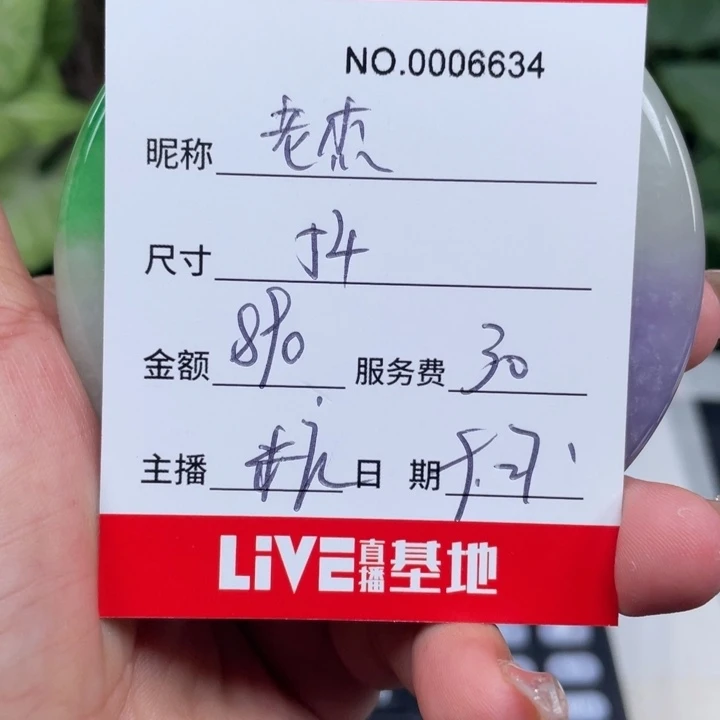 NO.0006634
昵称 老杰
尺寸 54
金额 890 服务费 30
主播 日期
LiVE直播基地